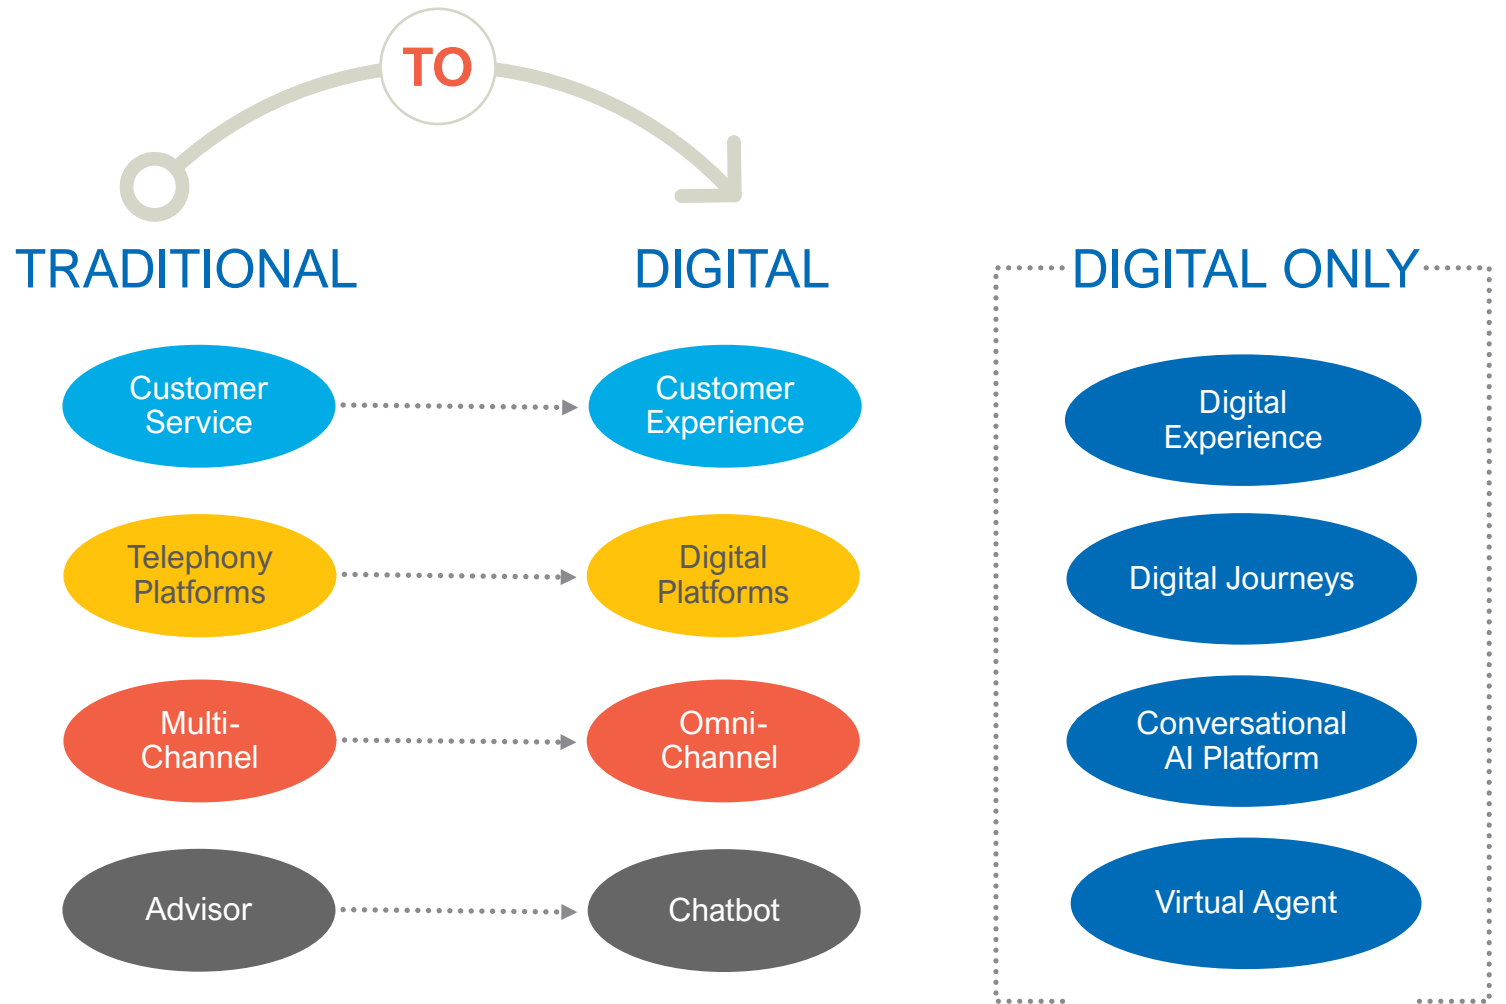 TO
TRADITIONAL
DIGITAL
DIGITAL ONLY
Customer
Service
Customer
Experience
Digital
Experience
Telephony
Platforms
Digital
Platforms
Digital Journeys
Multi-
Channel
Omni-
Channel
Conversational
AI Platform
Advisor
Chatbot
Virtual Agent